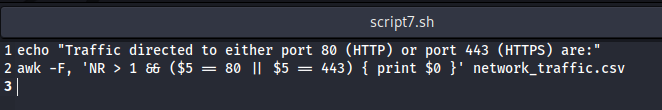 script7.sh
1 echo "Traffic directed to either port 80 (HTTP) or port 443 (HTTPS) are:"
2 awk -F, 'NR > 1 && ($5 == 80 || $5 == 443) { print $0 }' network_traffic.csv
3